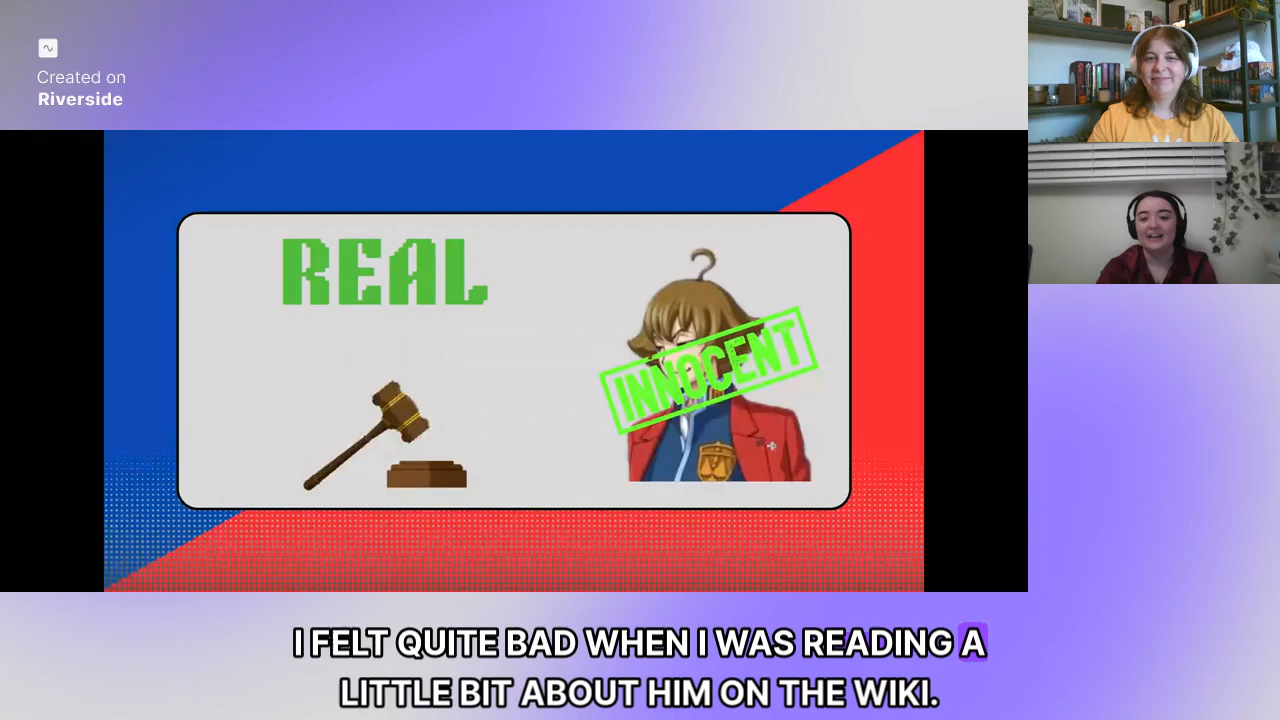 Created on
Riverside
REAL
INNOCENT
I FELT QUITE BAD WHEN I WAS READING A
LITTLE BIT ABOUT HIM ON THE WIKI.